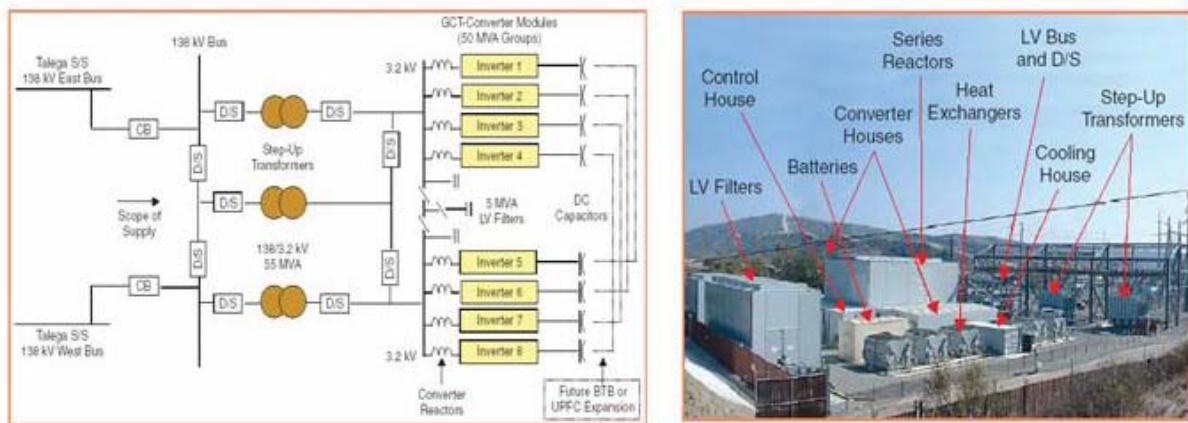 GCT-Converter Modules
(50 MVA Groups)
138 kV Bus
Talega S/S
138 kV East Bus
3.2 kV
Inverter 1
Inverter 2
Inverter 3
Inverter 4
D/S
D/S
CB
D/S
D/S
Step-Up
Transformers
D/S
5 MVA
LV Filters
DC
Capacitors
Scope of
Supply
138/3.2 kV
55 MVA
D/S
D/S
CB
D/S
D/S
Inverter 5
Inverter 6
Inverter 7
Inverter 8
Talega S/S
138 kV West Bus
3.2 kV
Converter
Reactors
Future BTB or
UPFC Expansion
Control
House
Series
Reactors
LV Bus
and D/S
Converter
Houses
Heat
Exchangers
Step-Up
Transformers
Batteries
Cooling
House
LV Filters